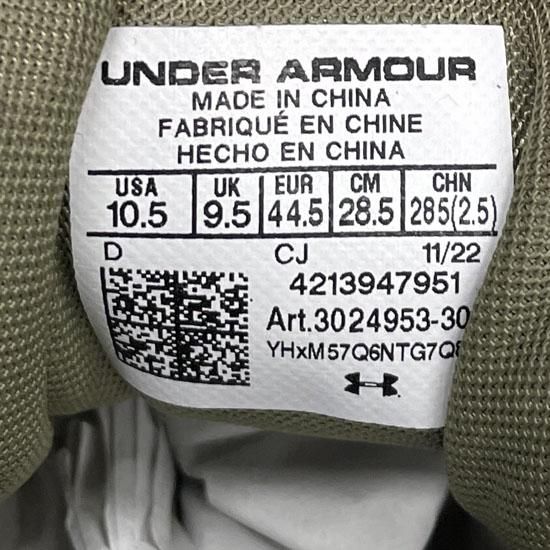 UNDER ARMOUR
MADE IN CHINA
FABRIQUÉ EN CHINE
HECHO EN CHINA
USA UK EUR CM CHN
10.5 9.5 44.5 28.5 285(2.5)
D CJ 11/22
4213947951
Art.3024953-30